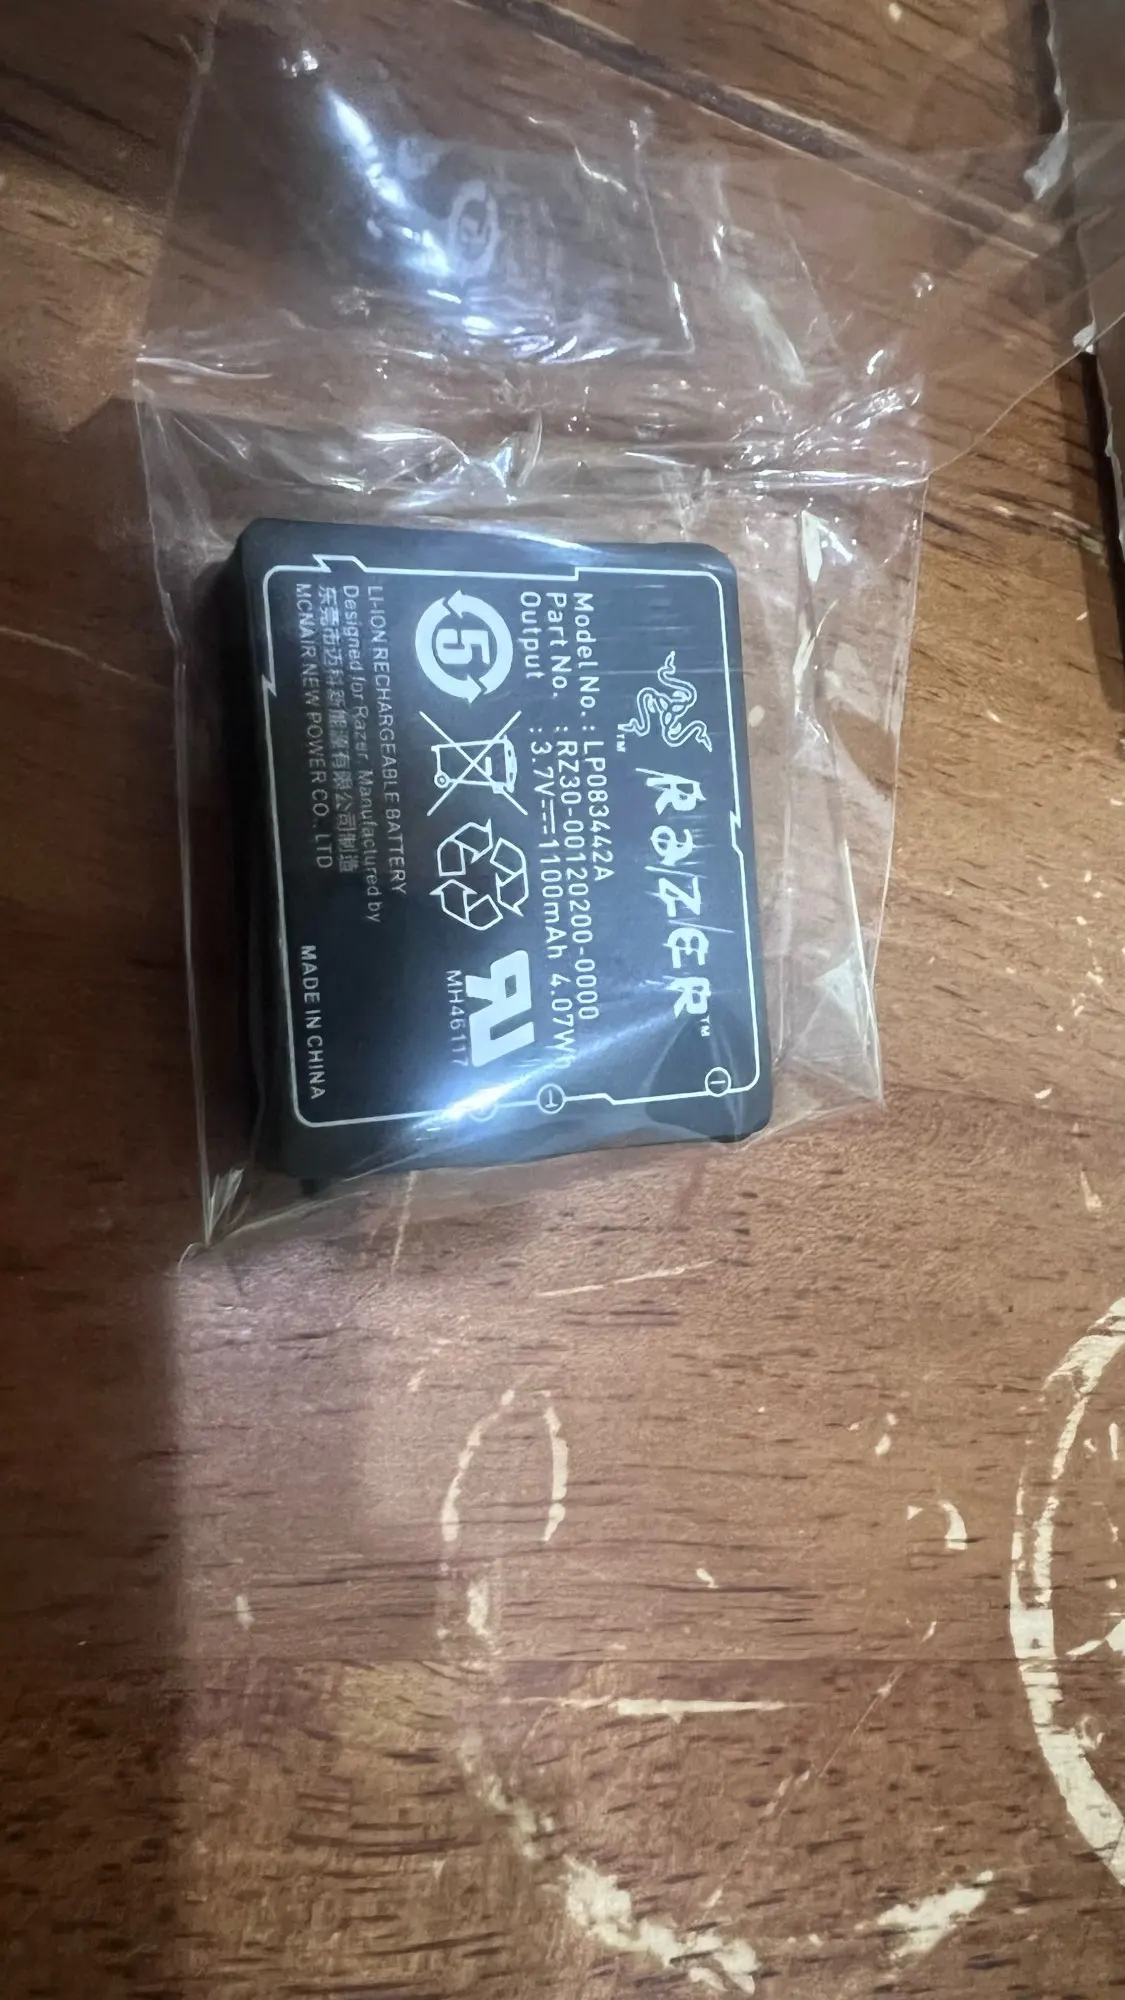 RAZER™
™
Model No. : LP083442A
Part No. : RZ30-00120200-0000
Output : 3.7V⎓1100mAh 4.07Wh
5
MH46117
LI-ION RECHARGEABLE BATTERY
Designed for Razer, Manufactured by
东莞市迈科新能源有限公司制造
MCNAIR NEW POWER CO., LTD
MADE IN CHINA